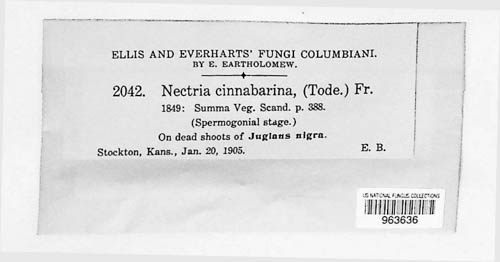 ELLIS AND EVERHARTS' FUNGI COLUMBIANI.
BY E. BARTHOLOMEW.
2042. Nectria cinnabarina, (Tode.) Fr.
1849: Summa Veg. Scand. p. 388.
(Spermogonial stage.)
On dead shoots of Juglans nigra.
Stockton, Kans., Jan. 20, 1905. E. B.
US NATIONAL FUNGUS COLLECTIONS
963636